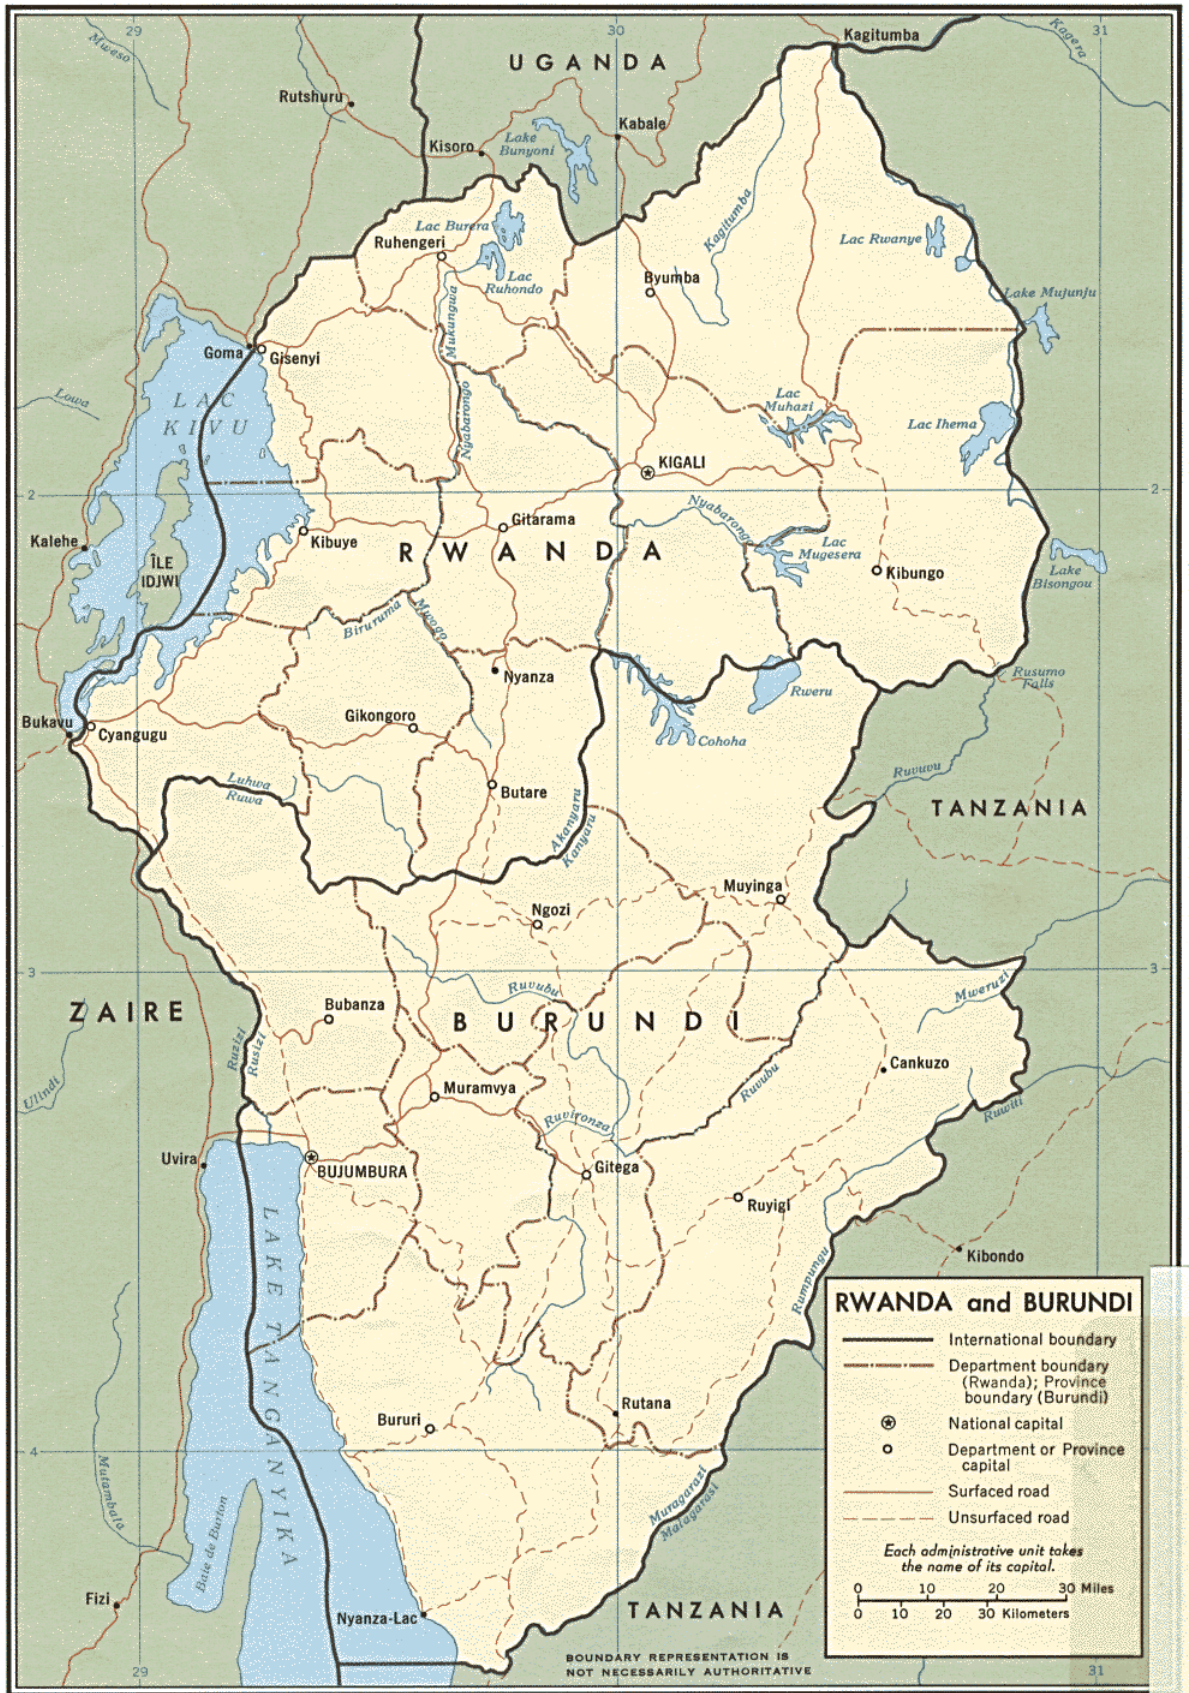 29
30
31
Mweso
UGANDA
Kagitumba
Kagera
Rutshuru
Kabale
Kisoro
Lake
Bunyoni
Kagitumba
Lac Burera
Ruhengeri
Lac
Ruhondo
Byumba
Lac Rwanye
Lake Mujunju
Mukungwa
Goma
Gisenyi
Lowa
LAC
KIVU
Nyabarongo
Lac
Muhazi
Lac Ihema
KIGALI
2
2
Nyabarongo
Kalehe
Gitarama
Kibuye
RWANDA
ÎLE
IDJWI
Lac
Mugesera
Kibungo
Lake
Bisongou
Biruruma
Mwogo
Nyanza
Rweru
Rusumo
Falls
Bukavu
Cyangugu
Gikongoro
Cohoha
Luhwa
Ruwa
Butare
Akanyaru
Kanyaru
Ruvuvu
TANZANIA
Muyinga
Ngozi
3
3
Ruvubu
Mweruzi
ZAIRE
Bubanza
BURUNDI
Ruzizi
Rusizi
Cankuzo
Ulindi
Muramvya
Ruvubu
Ruwiti
Ruvironza
Uvira
BUJUMBURA
Gitega
Ruyigi
Kibondo
LAKE TANGANYIKA
Rumpungu
RWANDA and BURUNDI
International boundary
Department boundary
(Rwanda); Province
boundary (Burundi)
National capital
Department or Province
capital
Surfaced road
Unsurfaced road
Each administrative unit takes
the name of its capital.
0 10 20 30 Miles
0 10 20 30 Kilometers
Rutana
Bururi
4
Mutambala
Muragarazi
Malagarasi
Baie de Burton
Fizi
Nyanza-Lac
TANZANIA
BOUNDARY REPRESENTATION IS
NOT NECESSARILY AUTHORITATIVE
29
31